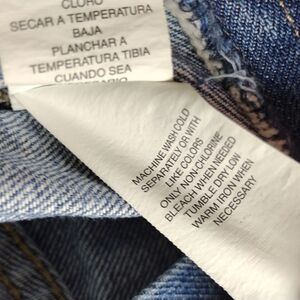 CLORO
SECAR A TEMPERATURA
BAJA
PLANCHAR A
TEMPERATURA TIBIA
CUANDO SEA
MACHINE WASH COLD
SEPARATELY OR WITH
LIKE COLORS
ONLY NON-CHLORINE
BLEACH WHEN NEEDED
TUMBLE DRY LOW
WARM IRON WHEN
NECESSARY